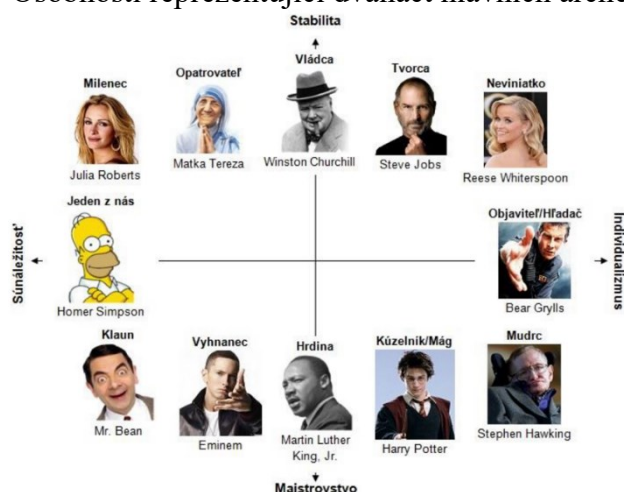 Stabilita
Vládca
Opatrovateľ
Tvorca
Milenec
Neviniatko
Winston Churchill
Matka Tereza
Steve Jobs
Julia Roberts
Reese Whiterspoon
Jeden z nás
Objaviteľ/Hľadač
Súnáležitosť
Individualizmus
Homer Simpson
Bear Grylls
Klaun
Vyhnanec
Hrdina
Kúzelník/Mág
Mudrc
Mr. Bean
Eminem
Martin Luther
King, Jr.
Harry Potter
Stephen Hawking
Majstrovstvo